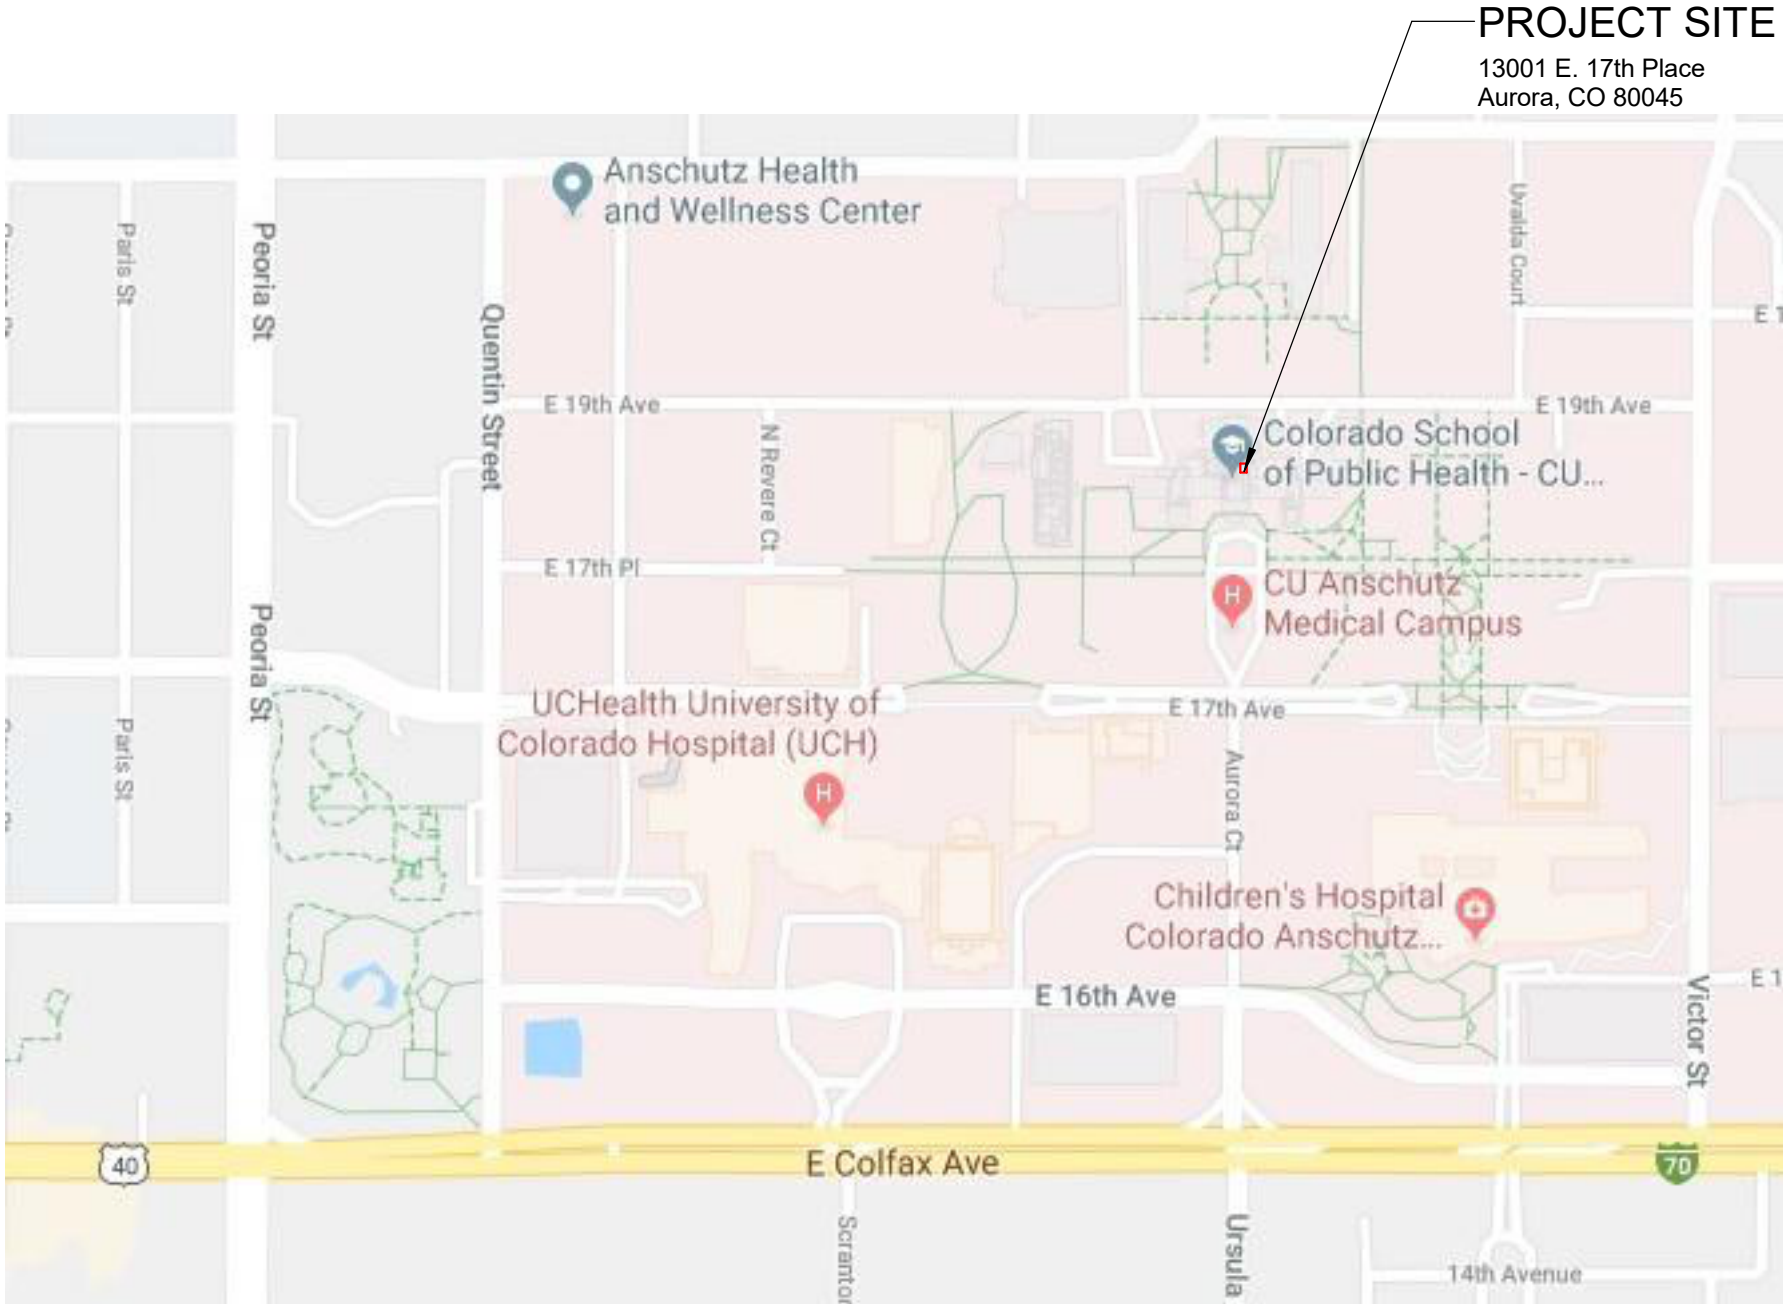 PROJECT SITE
13001 E. 17th Place
Aurora, CO 80045
Anschutz Health
and Wellness Center
Paris St
Peoria St
Quentin Street
Uvalda Court
E 1
E 19th Ave
E 19th Ave
N Revere Ct
Colorado School
of Public Health - CU...
E 17th Pl
H
CU Anschutz
Medical Campus
Peoria St
Paris St
UCHealth University of
Colorado Hospital (UCH)
H
E 17th Ave
Aurora Ct
Children's Hospital
Colorado Anschutz...
E 16th Ave
Victor St
E 1
40
E Colfax Ave
70
Scranton
Ursula
14th Avenue